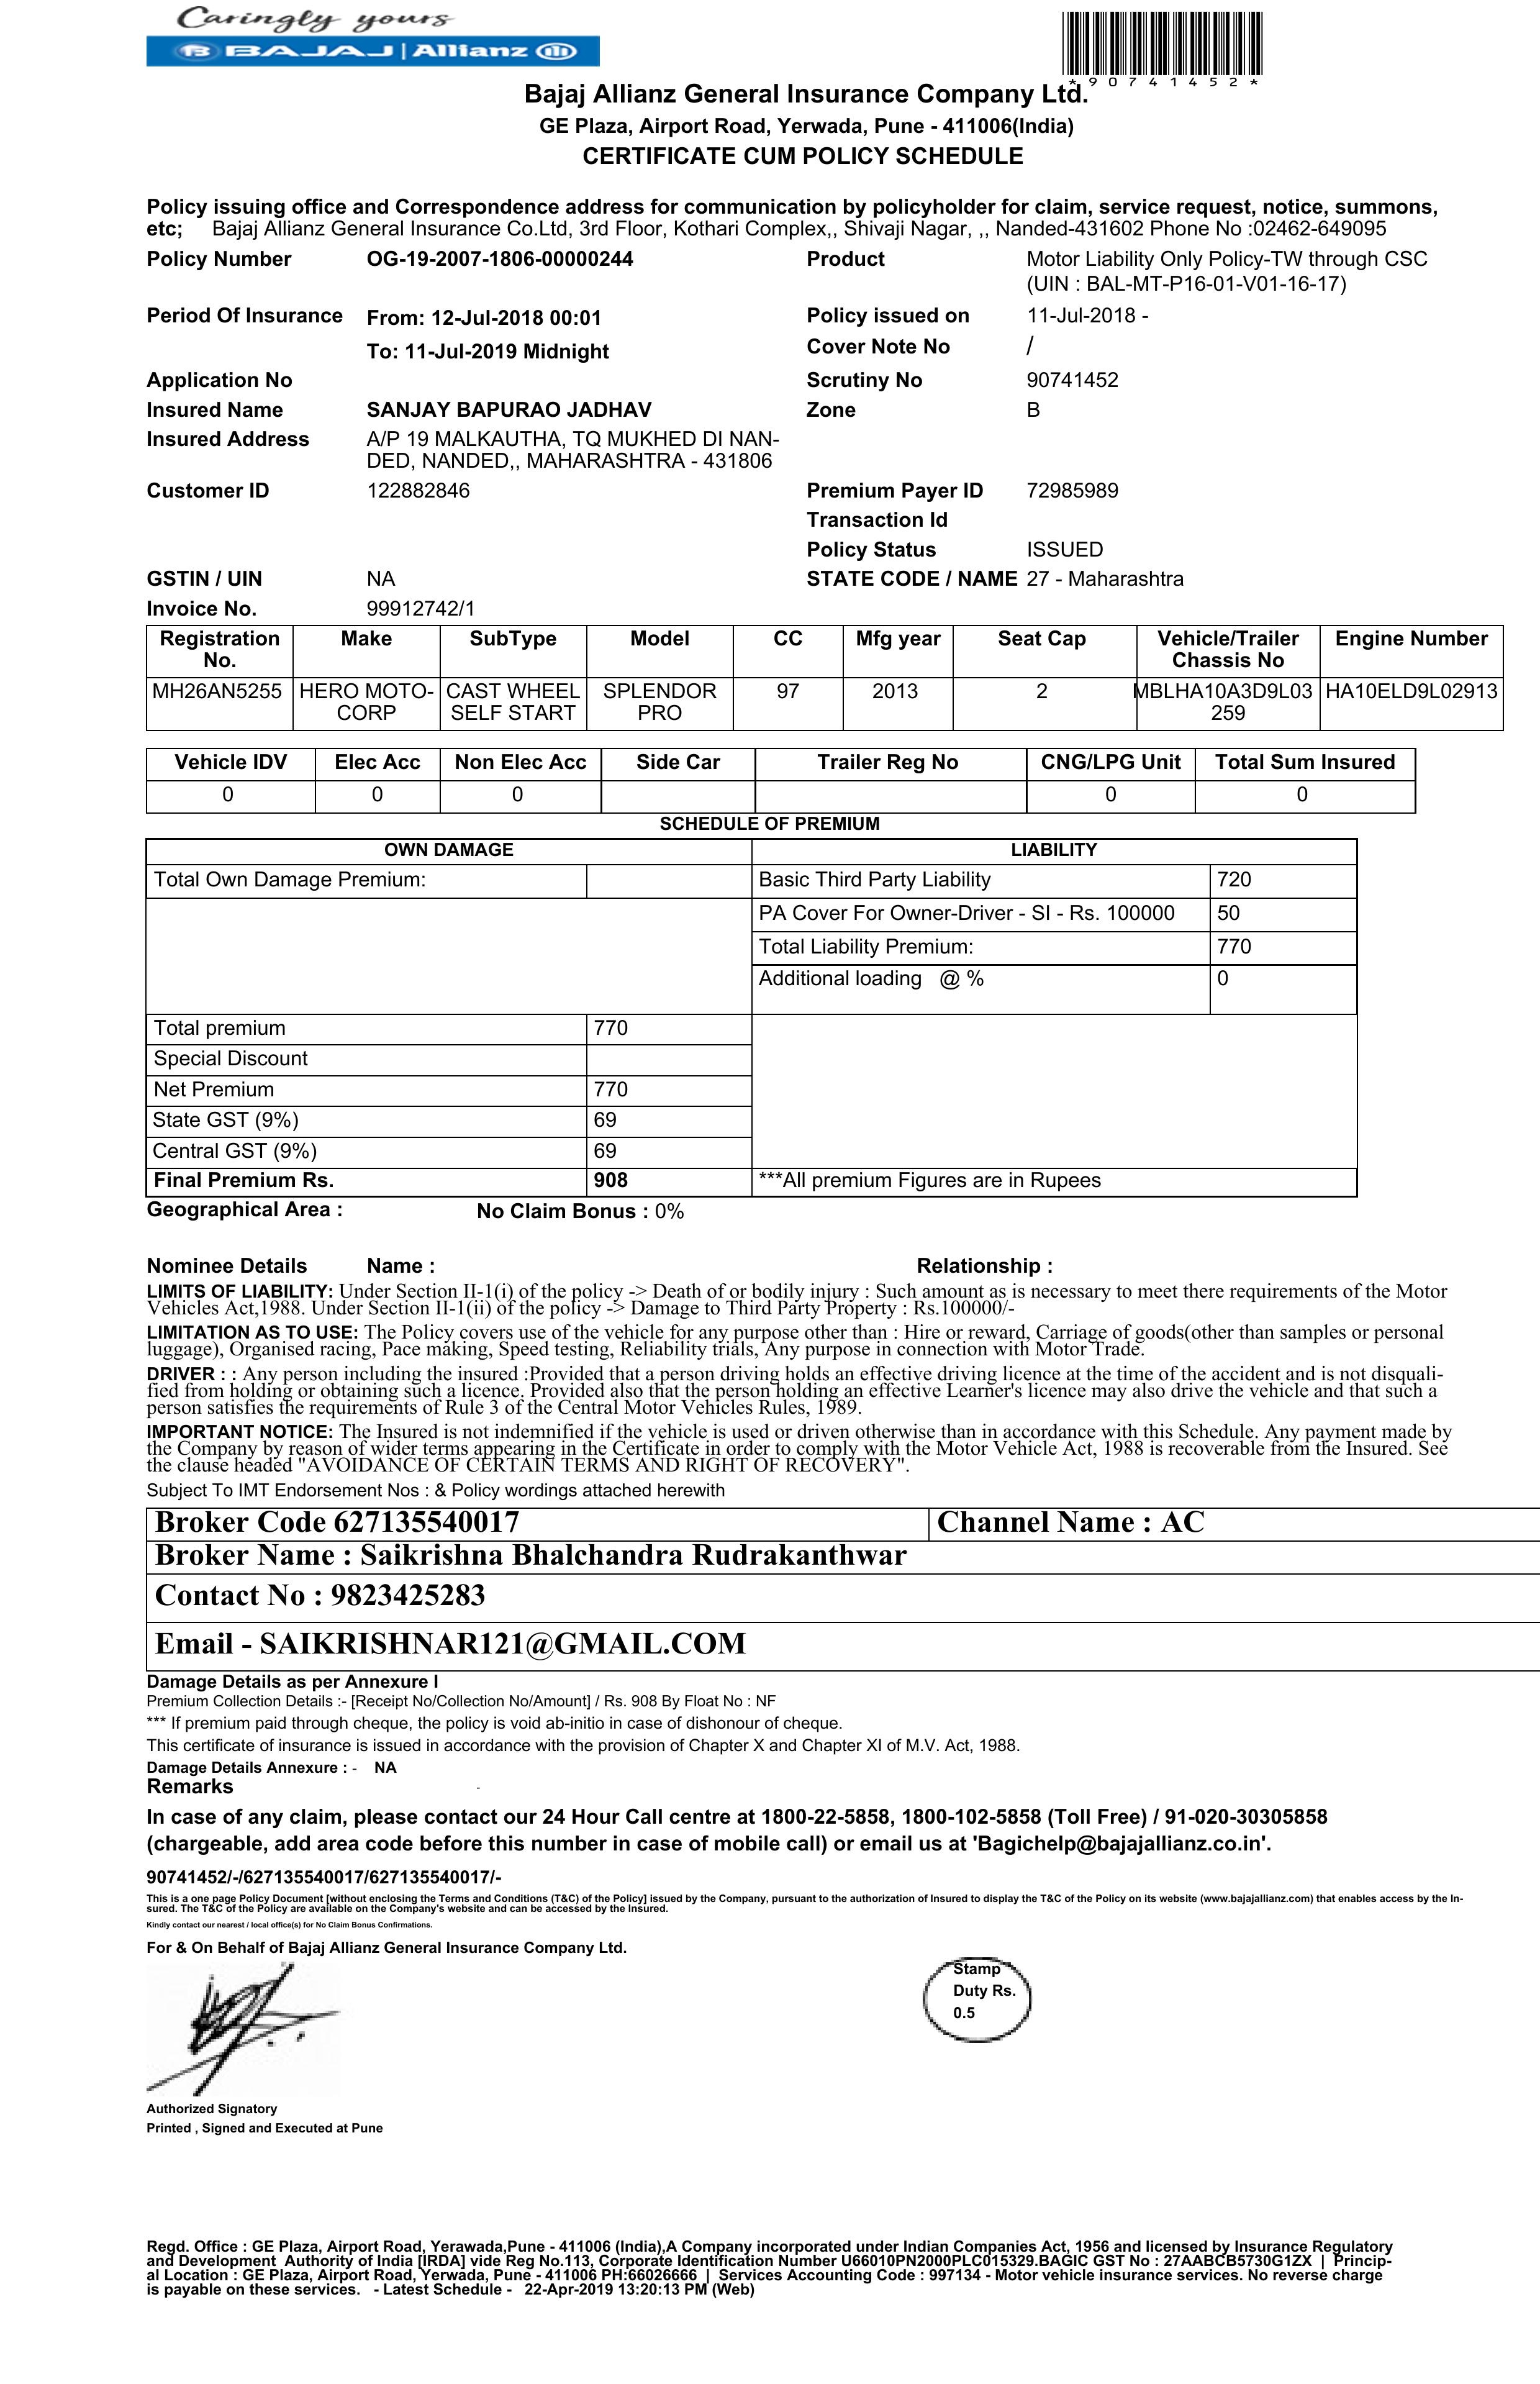 Caringly yours
BAJAJ | Allianz
*90741452*
Bajaj Allianz General Insurance Company Ltd.
GE Plaza, Airport Road, Yerwada, Pune - 411006(India)
CERTIFICATE CUM POLICY SCHEDULE
Policy issuing office and Correspondence address for communication by policyholder for claim, service request, notice, summons,
etc; Bajaj Allianz General Insurance Co.Ltd, 3rd Floor, Kothari Complex,, Shivaji Nagar, ,, Nanded-431602 Phone No :02462-649095
Policy Number OG-19-2007-1806-00000244 Product Motor Liability Only Policy-TW through CSC
(UIN : BAL-MT-P16-01-V01-16-17)
Period Of Insurance From: 12-Jul-2018 00:01 Policy issued on 11-Jul-2018 -
To: 11-Jul-2019 Midnight Cover Note No /
Application No Scrutiny No 90741452
Insured Name SANJAY BAPURAO JADHAV Zone B
Insured Address A/P 19 MALKAUTHA, TQ MUKHED DI NAN-
DED, NANDED,, MAHARASHTRA - 431806
Customer ID 122882846 Premium Payer ID 72985989
Transaction Id
Policy Status ISSUED
GSTIN / UIN NA STATE CODE / NAME 27 - Maharashtra
Invoice No. 99912742/1
Registration No. Make SubType Model CC Mfg year Seat Cap Vehicle/Trailer Chassis No Engine Number
MH26AN5255 HERO MOTO-CORP CAST WHEEL SELF START SPLENDOR PRO 97 2013 2 MBLHA10A3D9L03259 HA10ELD9L02913
Vehicle IDV Elec Acc Non Elec Acc Side Car Trailer Reg No CNG/LPG Unit Total Sum Insured
0 0 0 0 0
SCHEDULE OF PREMIUM
OWN DAMAGE LIABILITY
Total Own Damage Premium: Basic Third Party Liability 720
PA Cover For Owner-Driver - SI - Rs. 100000 50
Total Liability Premium: 770
Additional loading @ % 0
Total premium 770
Special Discount
Net Premium 770
State GST (9%) 69
Central GST (9%) 69
Final Premium Rs. 908 ***All premium Figures are in Rupees
Geographical Area : No Claim Bonus : 0%
Nominee Details Name : Relationship :
LIMITS OF LIABILITY: Under Section II-1(i) of the policy -> Death of or bodily injury : Such amount as is necessary to meet there requirements of the Motor
Vehicles Act,1988. Under Section II-1(ii) of the policy -> Damage to Third Party Property : Rs.100000/-
LIMITATION AS TO USE: The Policy covers use of the vehicle for any purpose other than : Hire or reward, Carriage of goods(other than samples or personal
luggage), Organised racing, Pace making, Speed testing, Reliability trials, Any purpose in connection with Motor Trade.
DRIVER : : Any person including the insured :Provided that a person driving holds an effective driving licence at the time of the accident and is not disquali-
fied from holding or obtaining such a licence. Provided also that the person holding an effective Learner's licence may also drive the vehicle and that such a
person satisfies the requirements of Rule 3 of the Central Motor Vehicles Rules, 1989.
IMPORTANT NOTICE: The Insured is not indemnified if the vehicle is used or driven otherwise than in accordance with this Schedule. Any payment made by
the Company by reason of wider terms appearing in the Certificate in order to comply with the Motor Vehicle Act, 1988 is recoverable from the Insured. See
the clause headed "AVOIDANCE OF CERTAIN TERMS AND RIGHT OF RECOVERY".
Subject To IMT Endorsement Nos : & Policy wordings attached herewith
Broker Code 627135540017 Channel Name : AC
Broker Name : Saikrishna Bhalchandra Rudrakanthwar
Contact No : 9823425283
Email - SAIKRISHNAR121@GMAIL.COM
Damage Details as per Annexure I
Premium Collection Details :- [Receipt No/Collection No/Amount] / Rs. 908 By Float No : NF
*** If premium paid through cheque, the policy is void ab-initio in case of dishonour of cheque.
This certificate of insurance is issued in accordance with the provision of Chapter X and Chapter XI of M.V. Act, 1988.
Damage Details Annexure : - NA
Remarks -
In case of any claim, please contact our 24 Hour Call centre at 1800-22-5858, 1800-102-5858 (Toll Free) / 91-020-30305858
(chargeable, add area code before this number in case of mobile call) or email us at 'Bagichelp@bajajallianz.co.in'.
90741452/-/627135540017/627135540017/-
This is a one page Policy Document [without enclosing the Terms and Conditions (T&C) of the Policy] issued by the Company, pursuant to the authorization of Insured to display the T&C of the Policy on its website (www.bajajallianz.com) that enables access by the In-
sured. The T&C of the Policy are available on the Company's website and can be accessed by the Insured.
Kindly contact our nearest / local office(s) for No Claim Bonus Confirmations.
For & On Behalf of Bajaj Allianz General Insurance Company Ltd.
Stamp
Duty Rs.
0.5
Authorized Signatory
Printed , Signed and Executed at Pune
Regd. Office : GE Plaza, Airport Road, Yerawada,Pune - 411006 (India),A Company incorporated under Indian Companies Act, 1956 and licensed by Insurance Regulatory
and Development Authority of India [IRDA] vide Reg No.113, Corporate Identification Number U66010PN2000PLC015329.BAGIC GST No : 27AABCB5730G1ZX | Princip-
al Location : GE Plaza, Airport Road, Yerwada, Pune - 411006 PH:66026666 | Services Accounting Code : 997134 - Motor vehicle insurance services. No reverse charge
is payable on these services. - Latest Schedule - 22-Apr-2019 13:20:13 PM (Web)